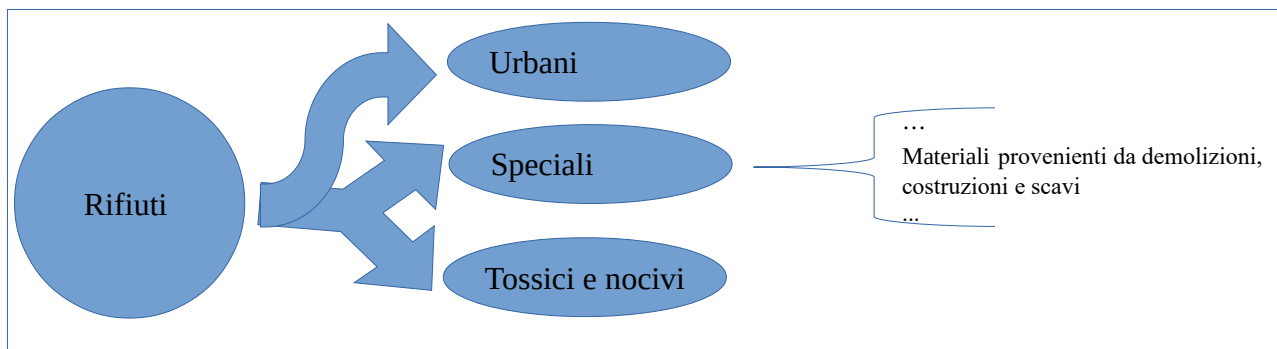 Rifiuti
Urbani
Speciali
Tossici e nocivi
…
Materiali provenienti da demolizioni,
costruzioni e scavi
...